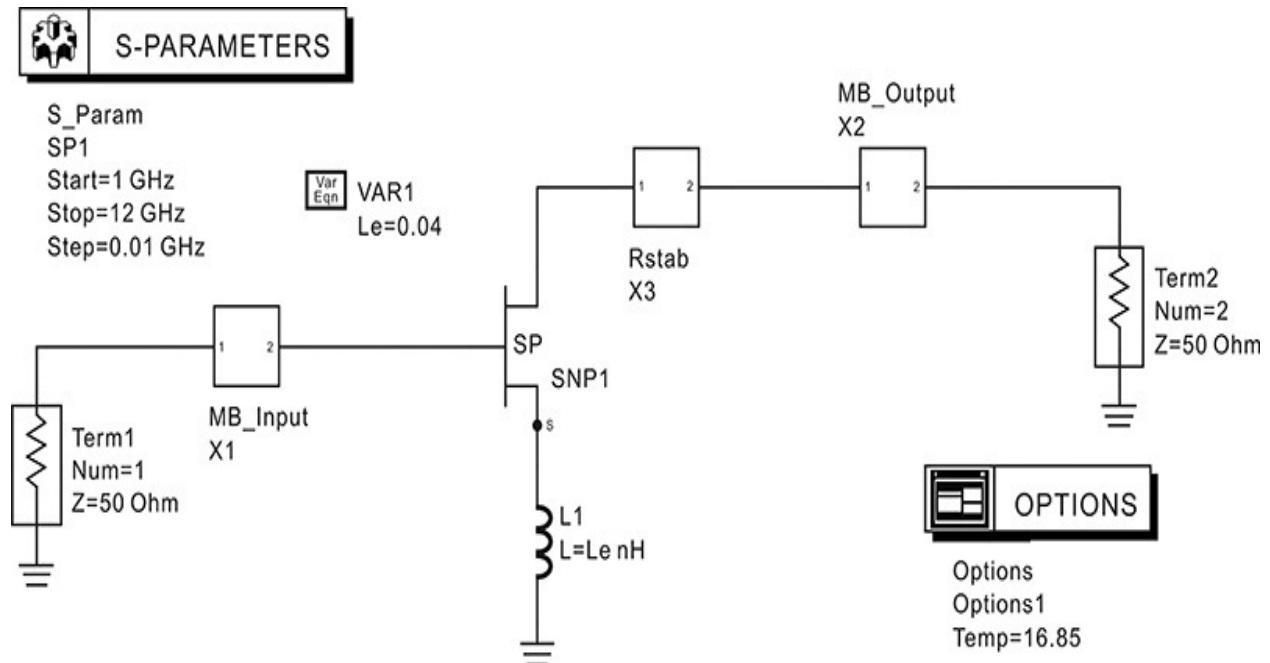 S-PARAMETERS
S_Param
SP1
Start=1 GHz
Stop=12 GHz
Step=0.01 GHz
Var
Eqn
VAR1
Le=0.04
MB_Output
X2
1 2
1 2
Rstab
X3
Term2
Num=2
Z=50 Ohm
1 2
MB_Input
X1
SP
SNP1
S
Term1
Num=1
Z=50 Ohm
L1
L=Le nH
OPTIONS
Options
Options1
Temp=16.85